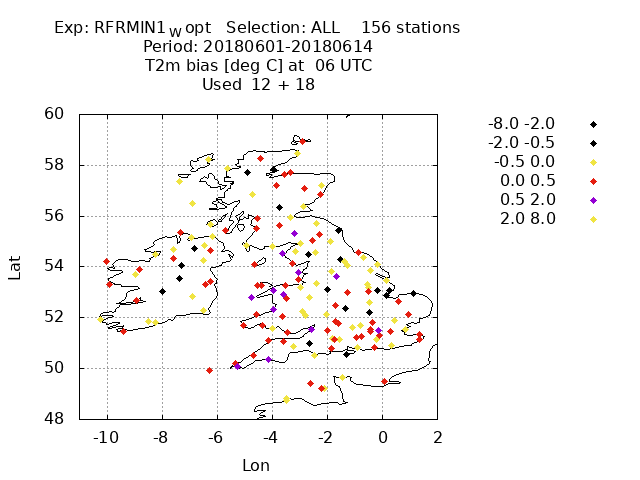 Exp: RFRMIN1_W opt Selection: ALL 156 stations
Period: 20180601-20180614
T2m bias [deg C] at 06 UTC
Used 12 + 18
-8.0 -2.0
-2.0 -0.5
-0.5 0.0
0.0 0.5
0.5 2.0
2.0 8.0
60
58
56
54
52
50
48
Lat
-10 -8 -6 -4 -2 0 2
Lon